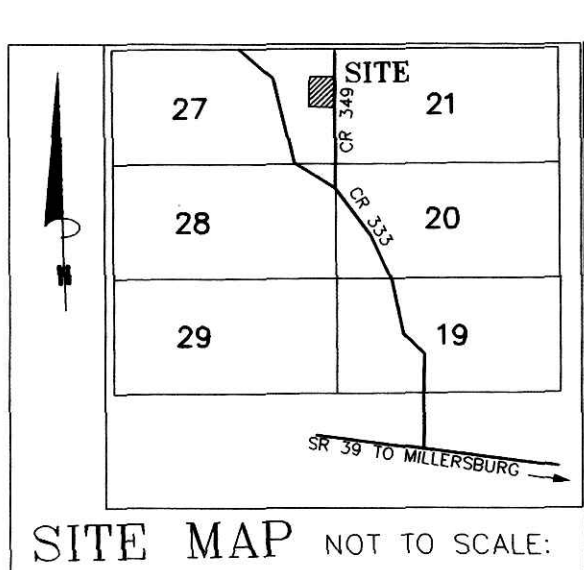 SITE
27
CR 349
21
28
CR 333
20
29
19
N
SR 39 TO MILLERSBURG
SITE MAP NOT TO SCALE: